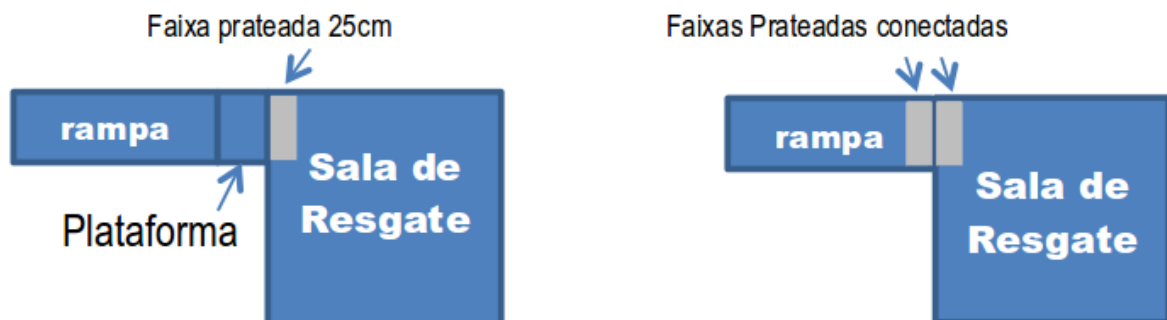 Faixa prateada 25cm
rampa
Sala de
Resgate
Plataforma
Faixas Prateadas conectadas
rampa
Sala de
Resgate